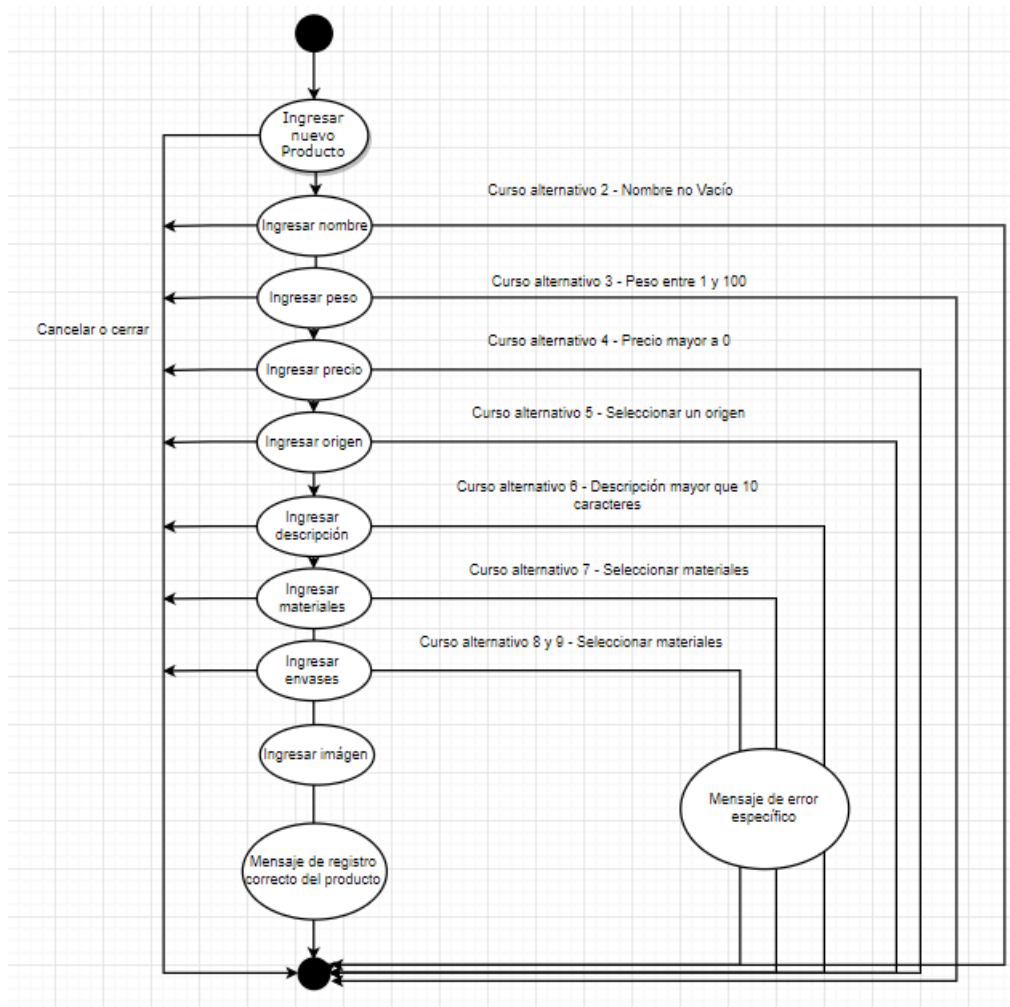 Ingresar
nuevo
Producto
Curso alternativo 2 - Nombre no Vacío
Ingresar nombre
Curso alternativo 3 - Peso entre 1 y 100
Ingresar peso
Cancelar o cerrar
Curso alternativo 4 - Precio mayor a 0
Ingresar precio
Curso alternativo 5 - Seleccionar un origen
Ingresar origen
Curso alternativo 6 - Descripción mayor que 10
caracteres
Ingresar
descripción
Curso alternativo 7 - Seleccionar materiales
Ingresar
materiales
Curso alternativo 8 y 9 - Seleccionar materiales
Ingresar
envases
Ingresar imágen
Mensaje de error
específico
Mensaje de registro
correcto del producto